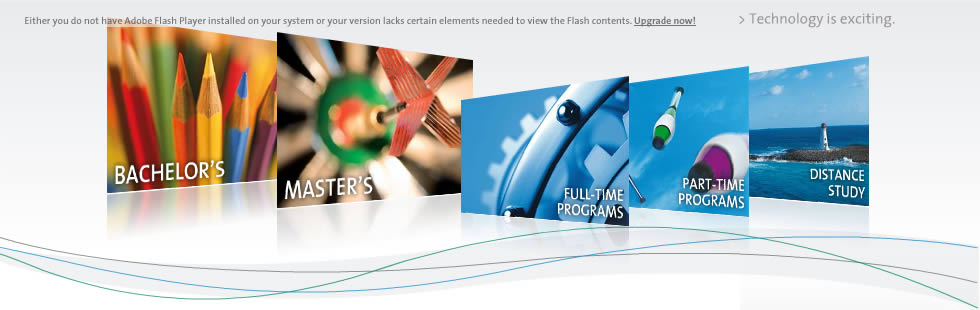 Either you do not have Adobe Flash Player installed on your system or your version lacks certain elements needed to view the Flash contents. Upgrade now!
> Technology is exciting.
BACHELOR'S
MASTER'S
FULL-TIME
PROGRAMS
PART-TIME
PROGRAMS
DISTANCE
STUDY